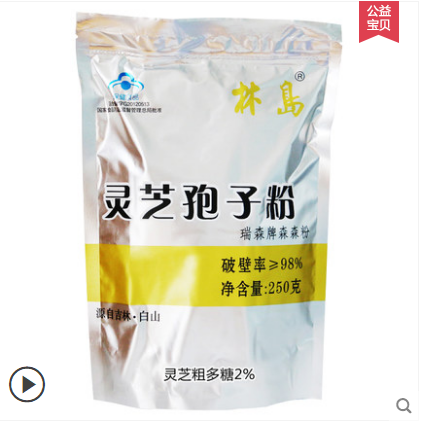 公益
宝贝
林岛®
灵芝孢子粉
瑞森牌森森粉
破壁率≥98%
净含量:250克
源自吉林·白山
灵芝粗多糖2%